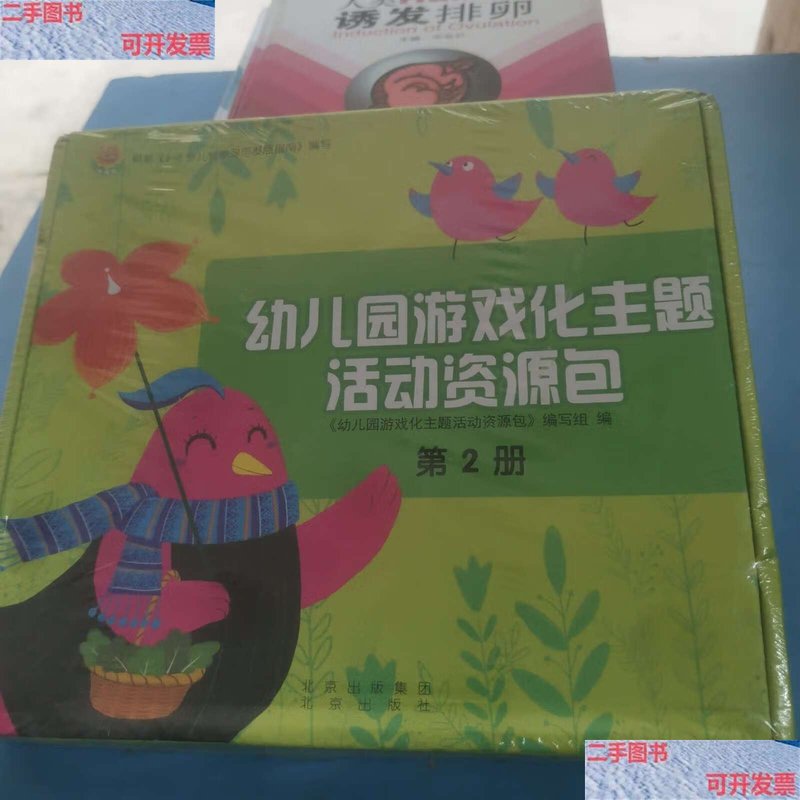 二手图书
可开发票
诱发排卵
Induction of Ovulation
幼儿园游戏化主题
活动资源包
《幼儿园游戏化主题活动资源包》编写组 编
第2册
北京出版集团
北京出版社
二手图书
可开发票